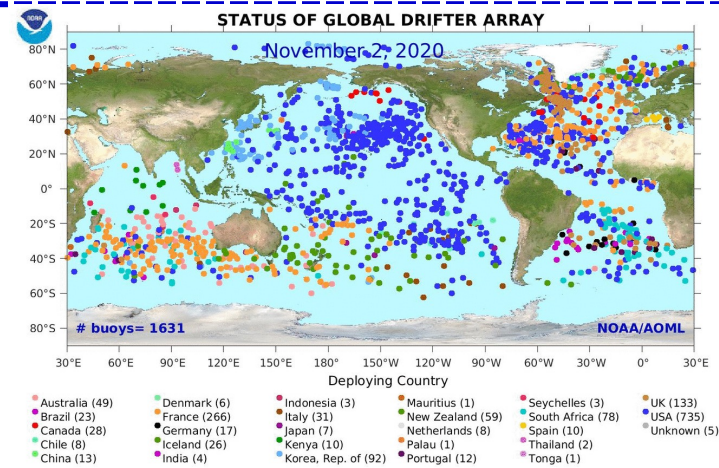 NOAA
STATUS OF GLOBAL DRIFTER ARRAY
November 2, 2020
80°N
60°N
40°N
20°N
0°
20°S
40°S
60°S
80°S
# buoys= 1631
NOAA/AOML
30°E 60°E 90°E 120°E 150°E 180° 150°W 120°W 90°W 60°W 30°W 0° 30°E
Deploying Country
Australia (49) Denmark (6) Indonesia (3) Mauritius (1) Seychelles (3) UK (133)
Brazil (23) France (266) Italy (31) New Zealand (59) South Africa (78) USA (735)
Canada (28) Germany (17) Japan (7) Netherlands (8) Spain (10) Unknown (5)
Chile (8) Iceland (26) Kenya (10) Palau (1) Thailand (2)
China (13) India (4) Korea, Rep. of (92) Portugal (12) Tonga (1)